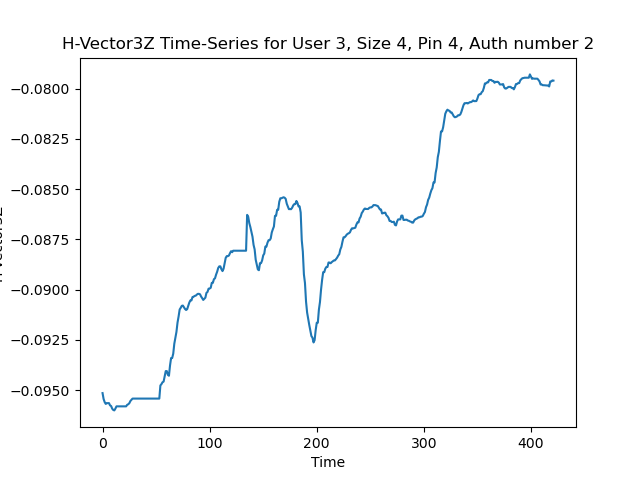 H-Vector3Z Time-Series for User 3, Size 4, Pin 4, Auth number 2
−0.0800
−0.0825
−0.0850
−0.0875
−0.0900
−0.0925
−0.0950
0 100 200 300 400
Time